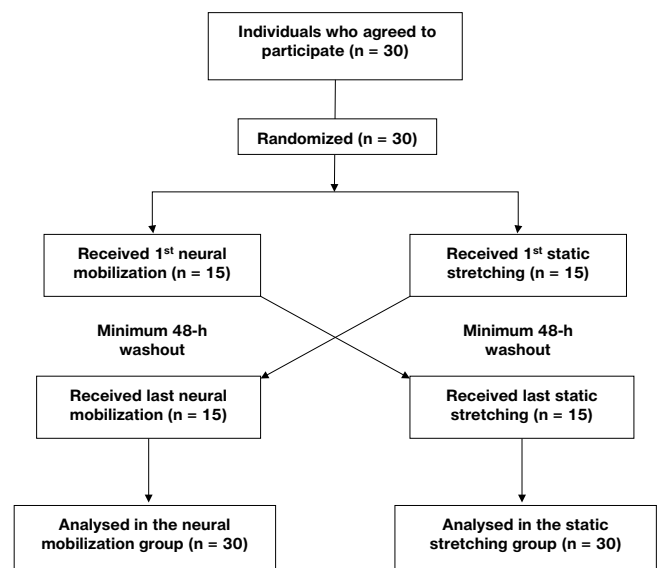 Individuals who agreed to
participate (n = 30)
Randomized (n = 30)
Received 1st neural
mobilization (n = 15)
Received 1st static
stretching (n = 15)
Minimum 48-h
washout
Minimum 48-h
washout
Received last neural
mobilization (n = 15)
Received last static
stretching (n = 15)
Analysed in the neural
mobilization group (n = 30)
Analysed in the static
stretching group (n = 30)